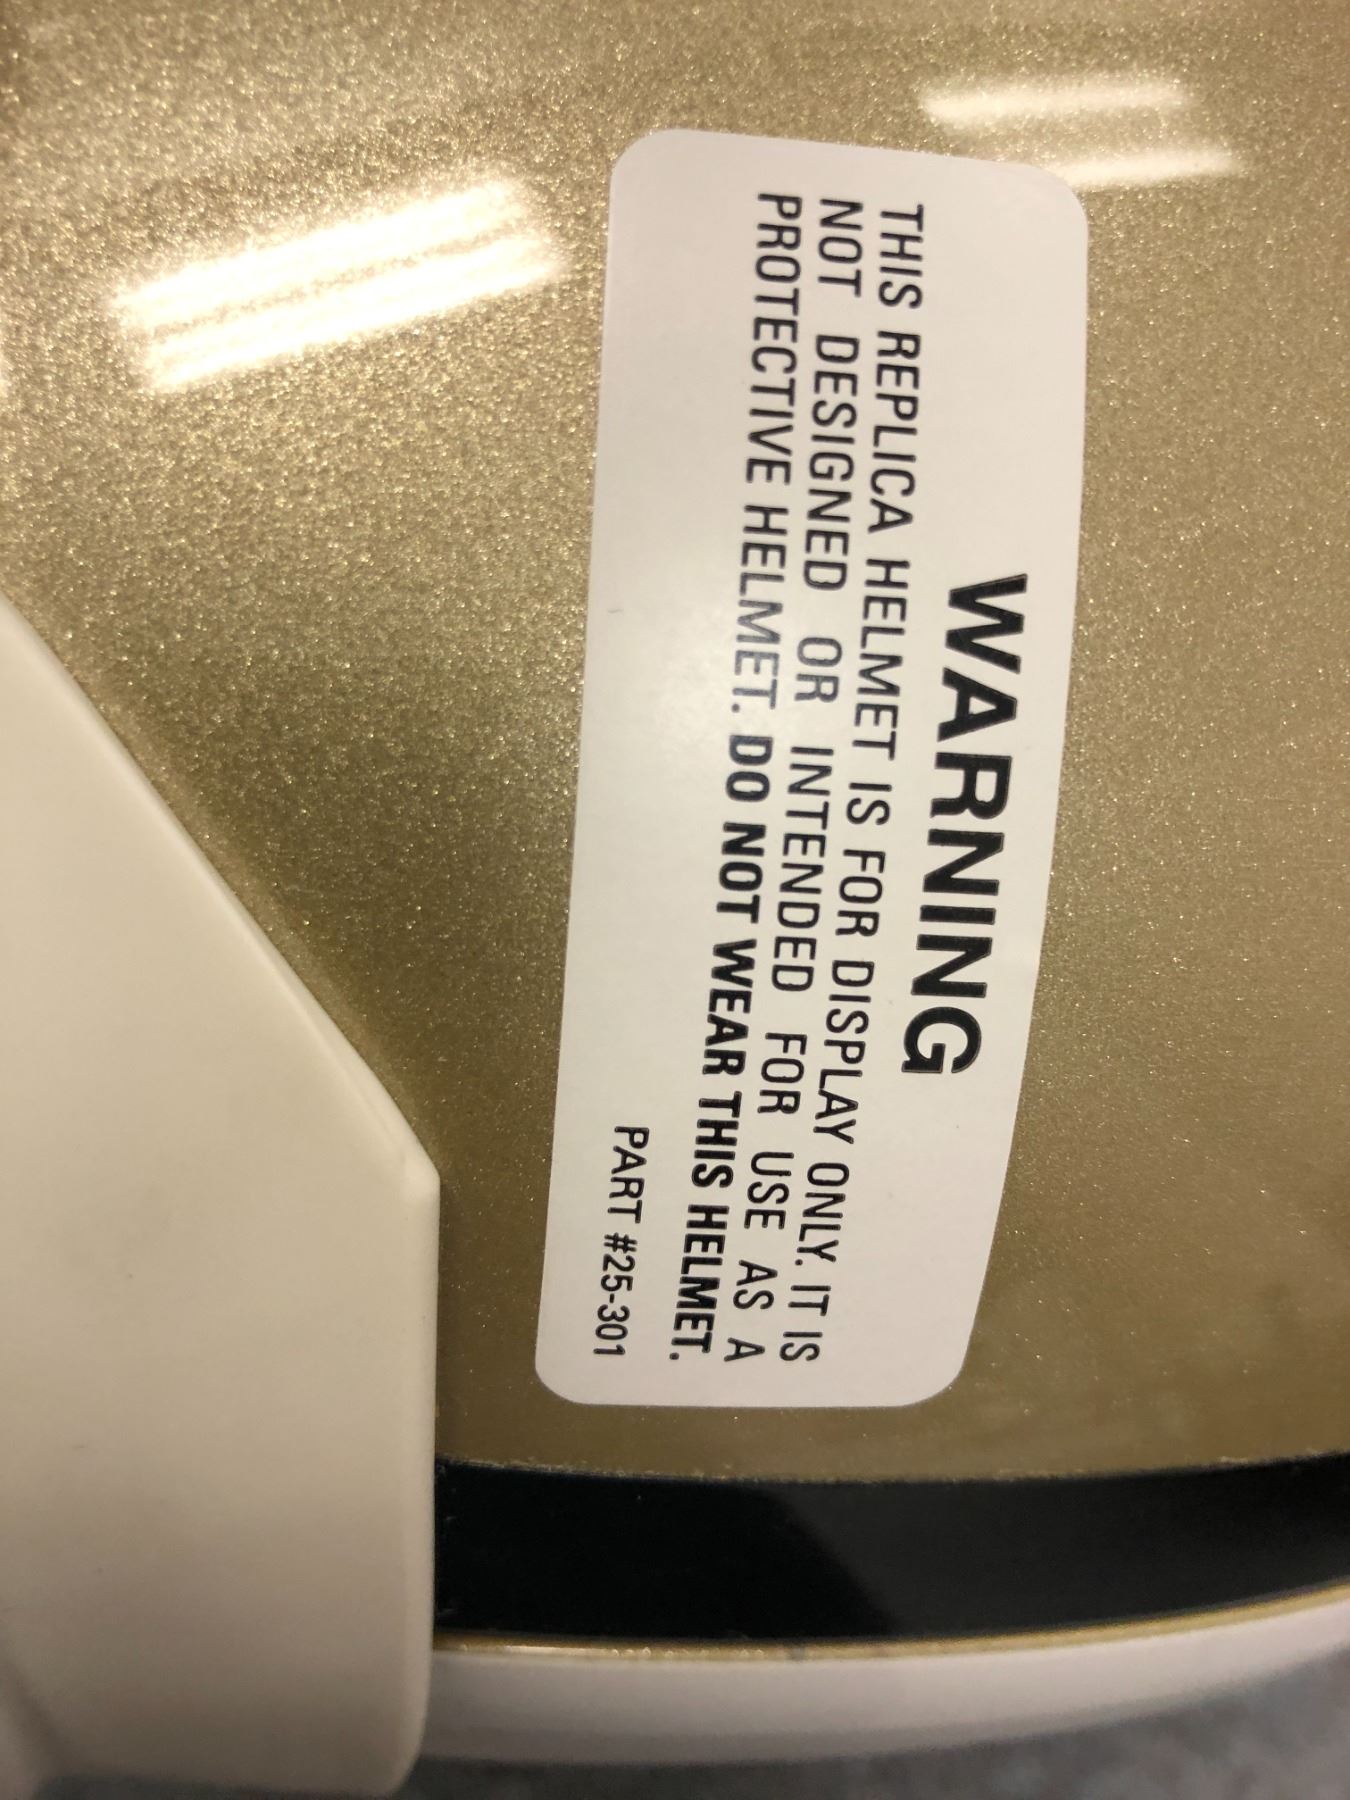 WARNING
THIS REPLICA HELMET IS FOR DISPLAY ONLY. IT IS
NOT DESIGNED OR INTENDED FOR USE AS A
PROTECTIVE HELMET. DO NOT WEAR THIS HELMET.
PART #25-301